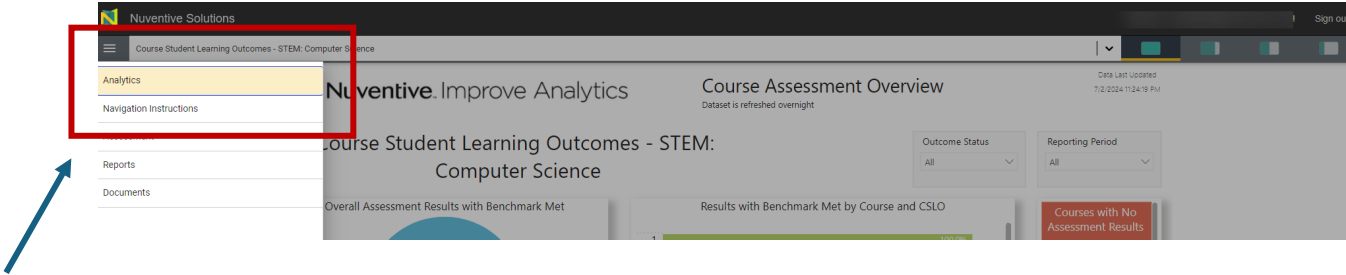 Nuventive Solutions
Sign ou
Course Student Learning Outcomes - STEM: Computer Science
Analytics
Navigation Instructions
Reports
Documents
Nuventive. Improve Analytics
Course Assessment Overview
Dataset is refreshed overnight
Data Last Updated
7/2/2024 11:24:19 PM
Course Student Learning Outcomes - STEM:
Computer Science
Outcome Status
All
Reporting Period
All
Overall Assessment Results with Benchmark Met
Results with Benchmark Met by Course and CSLO
1
100.0%
Courses with No
Assessment Results